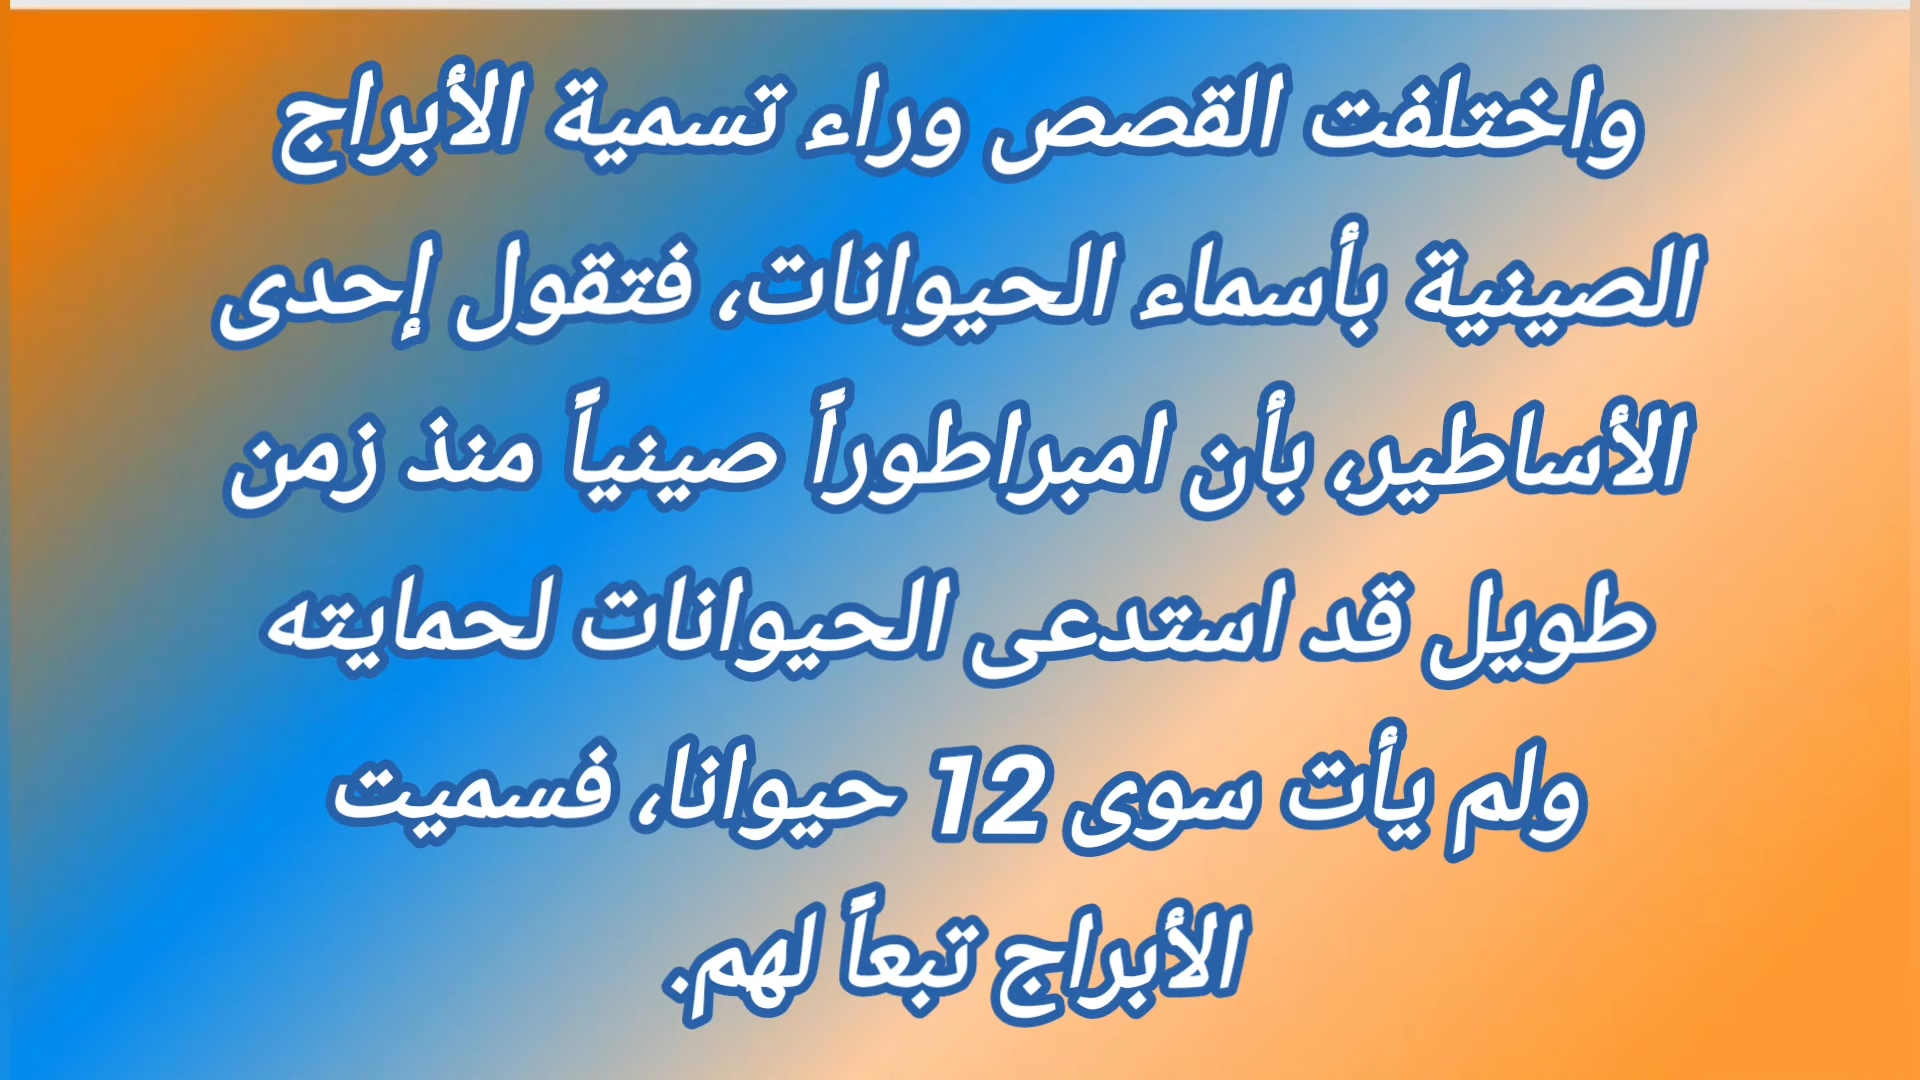 واختلفت القصص وراء تسمية الأبراج
الصينية بأسماء الحيوانات، فتقول إحدى
الأساطير، بأن امبراطوراً صينياً منذ زمن
طويل قد استدعى الحيوانات لحمايته
ولم يأت سوى 12 حيوانا، فسميت
الأبراج تبعاً لهم.